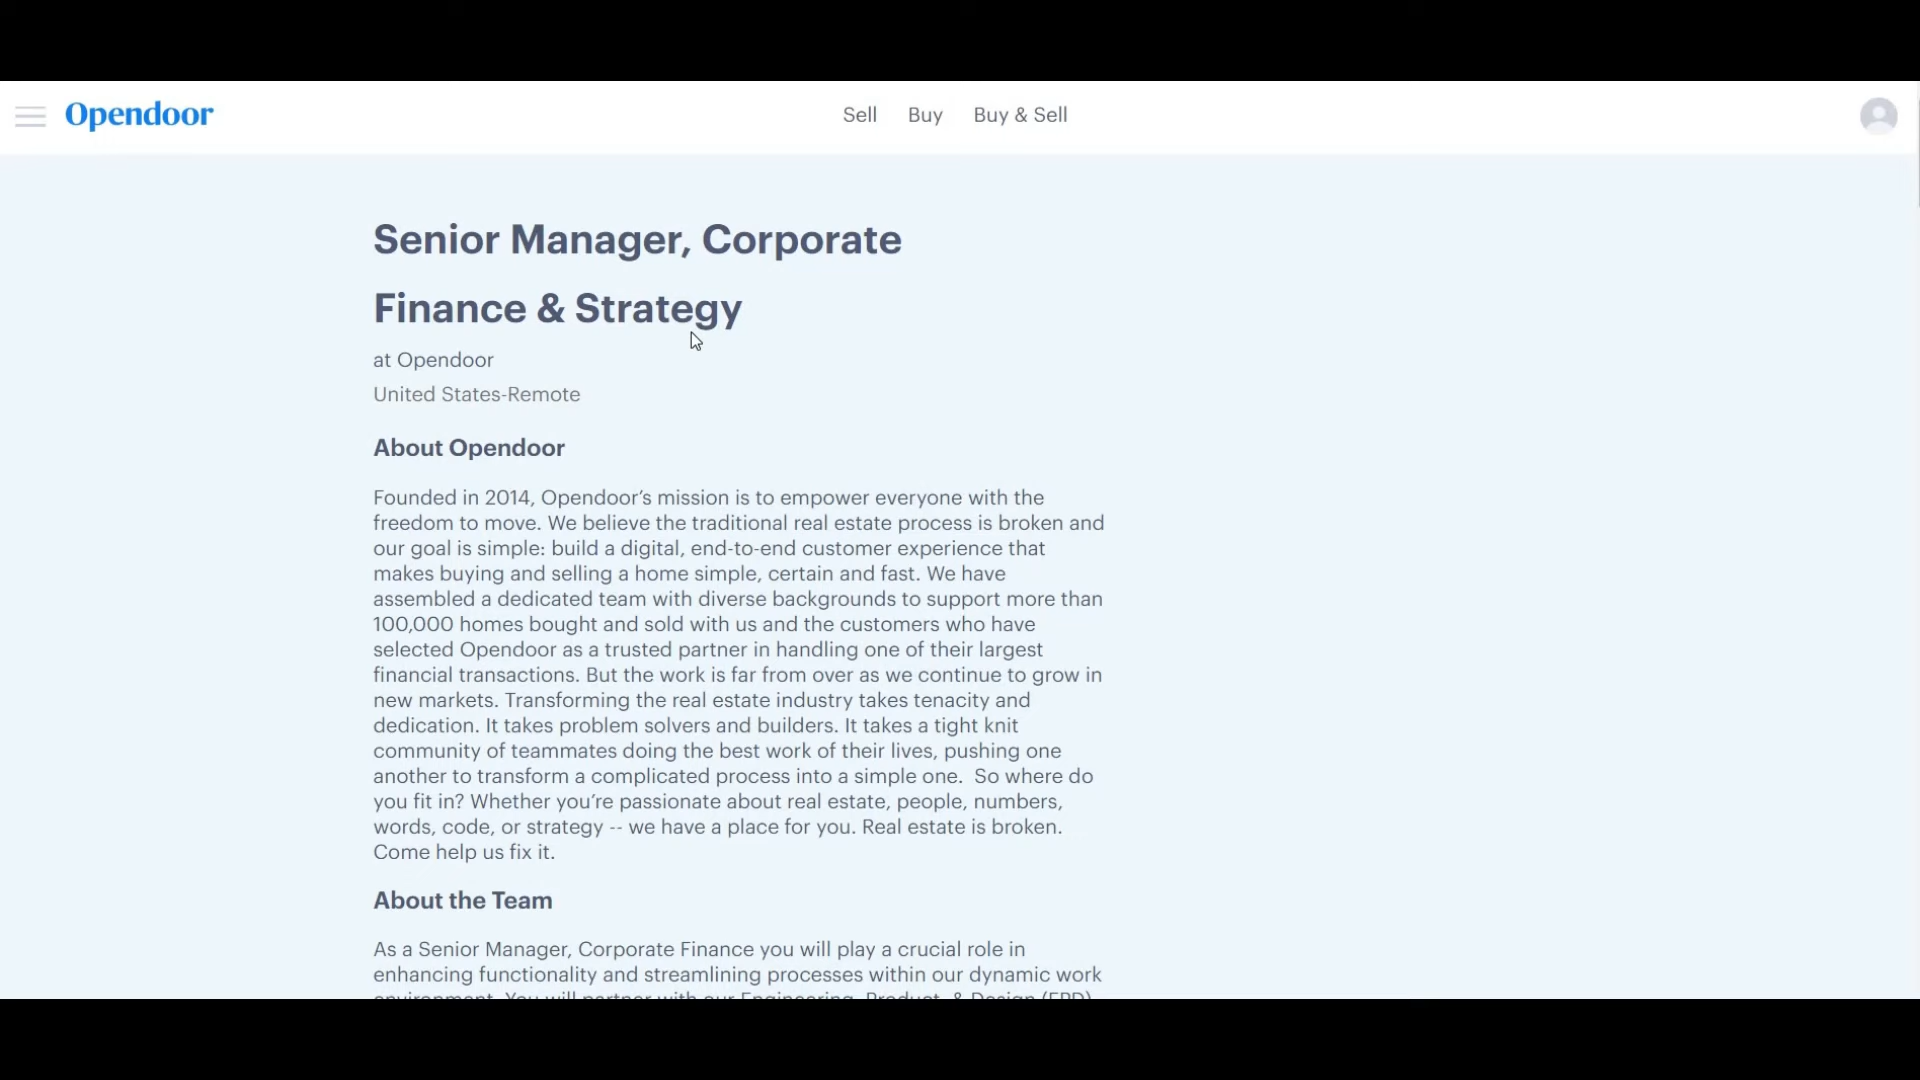 Opendoor
Sell Buy Buy & Sell
Senior Manager, Corporate
Finance & Strategy
at Opendoor
United States-Remote
About Opendoor
Founded in 2014, Opendoor’s mission is to empower everyone with the
freedom to move. We believe the traditional real estate process is broken and
our goal is simple: build a digital, end-to-end customer experience that
makes buying and selling a home simple, certain and fast. We have
assembled a dedicated team with diverse backgrounds to support more than
100,000 homes bought and sold with us and the customers who have
selected Opendoor as a trusted partner in handling one of their largest
financial transactions. But the work is far from over as we continue to grow in
new markets. Transforming the real estate industry takes tenacity and
dedication. It takes problem solvers and builders. It takes a tight knit
community of teammates doing the best work of their lives, pushing one
another to transform a complicated process into a simple one.  So where do
you fit in? Whether you’re passionate about real estate, people, numbers,
words, code, or strategy -- we have a place for you. Real estate is broken.
Come help us fix it.
About the Team
As a Senior Manager, Corporate Finance you will play a crucial role in
enhancing functionality and streamlining processes within our dynamic work
environment. You will partner with our Engineering, Product, & Design (EPD)